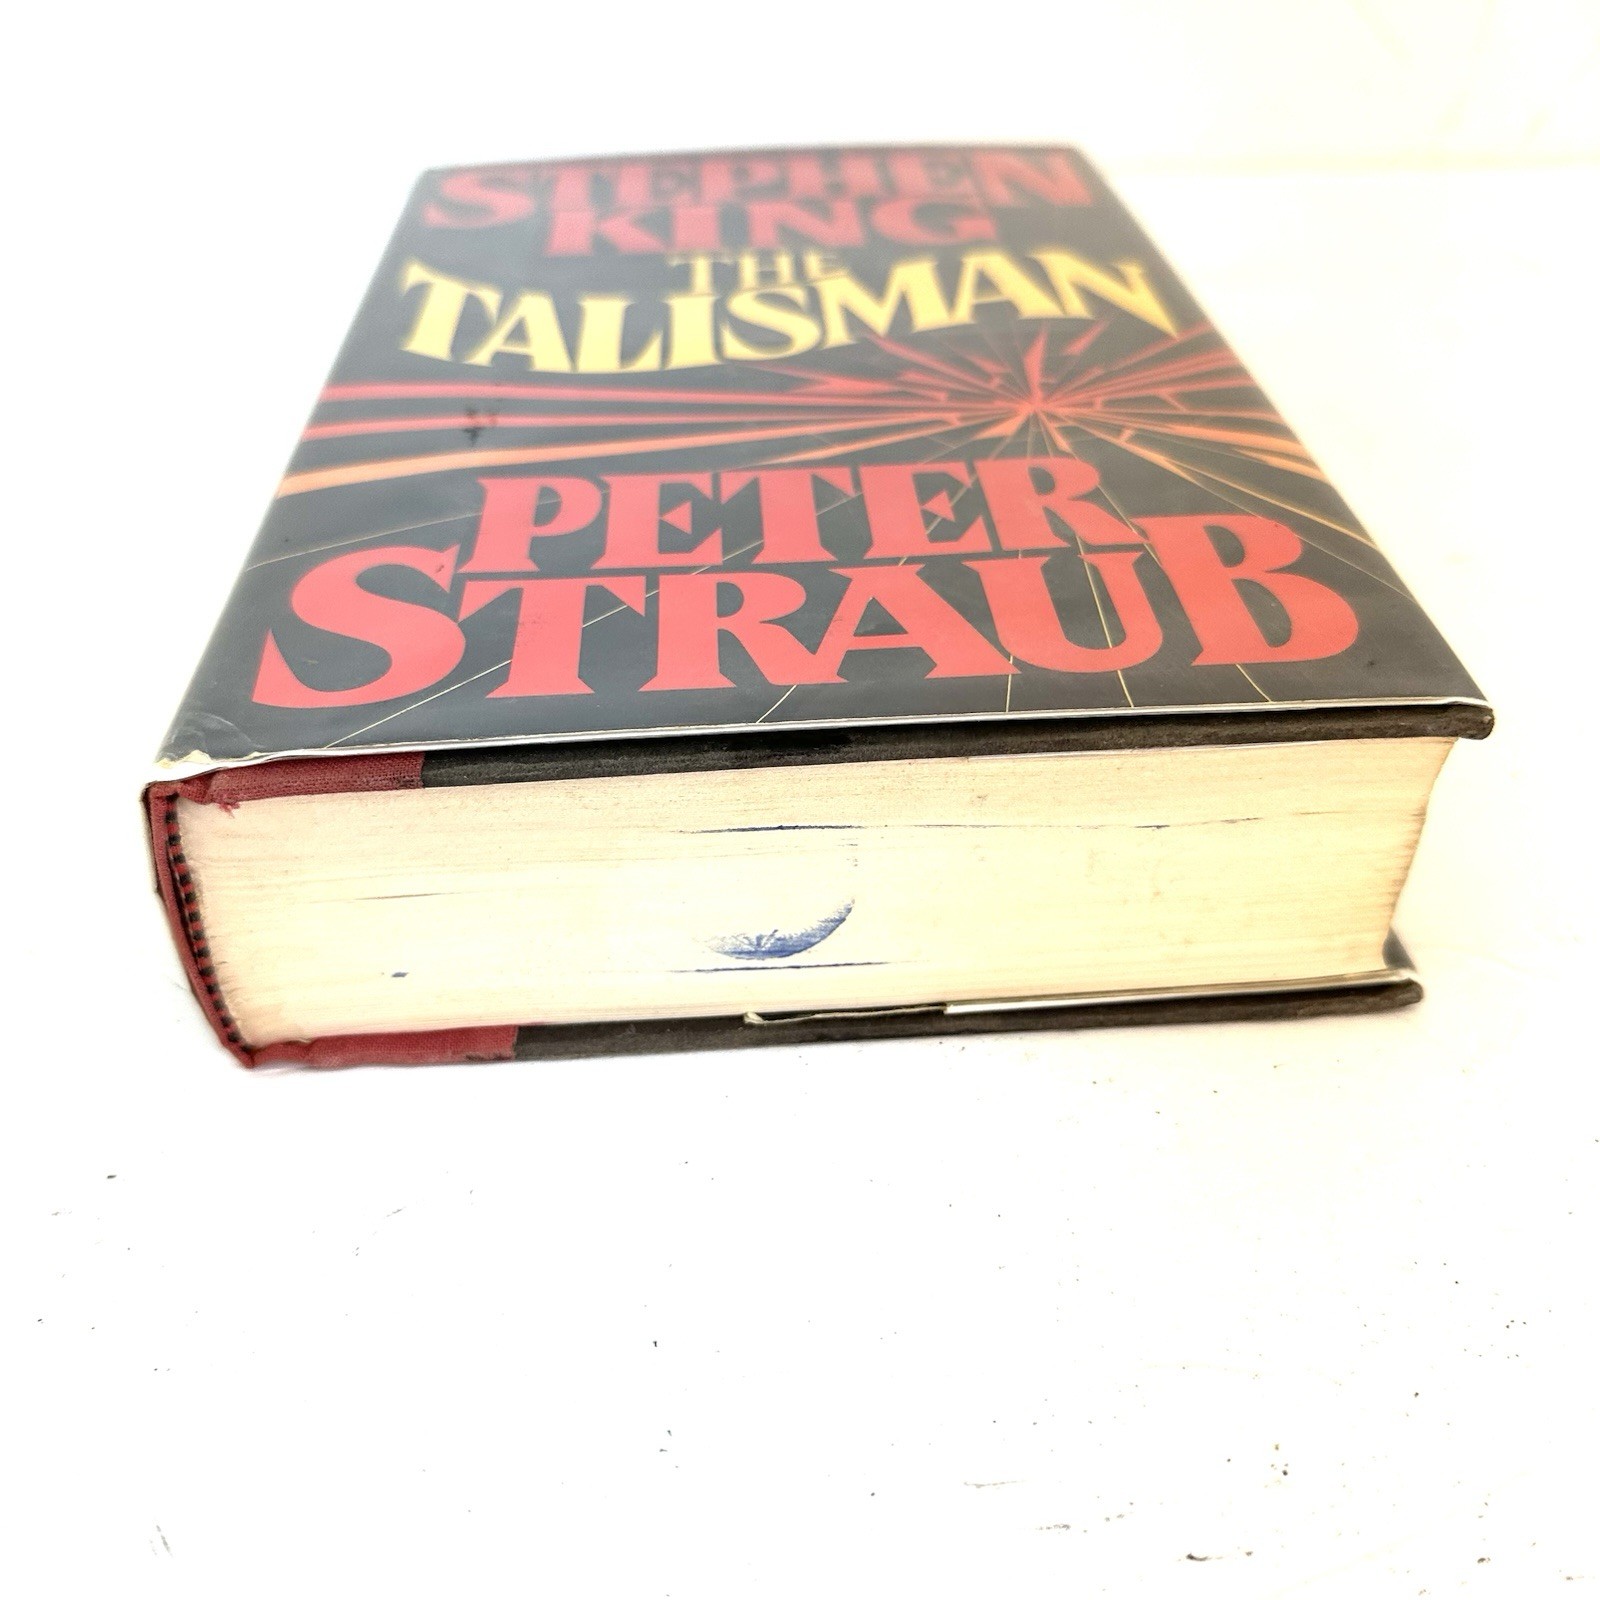 STEPHEN
KING
THE
TALISMAN
PETER
STRAUB